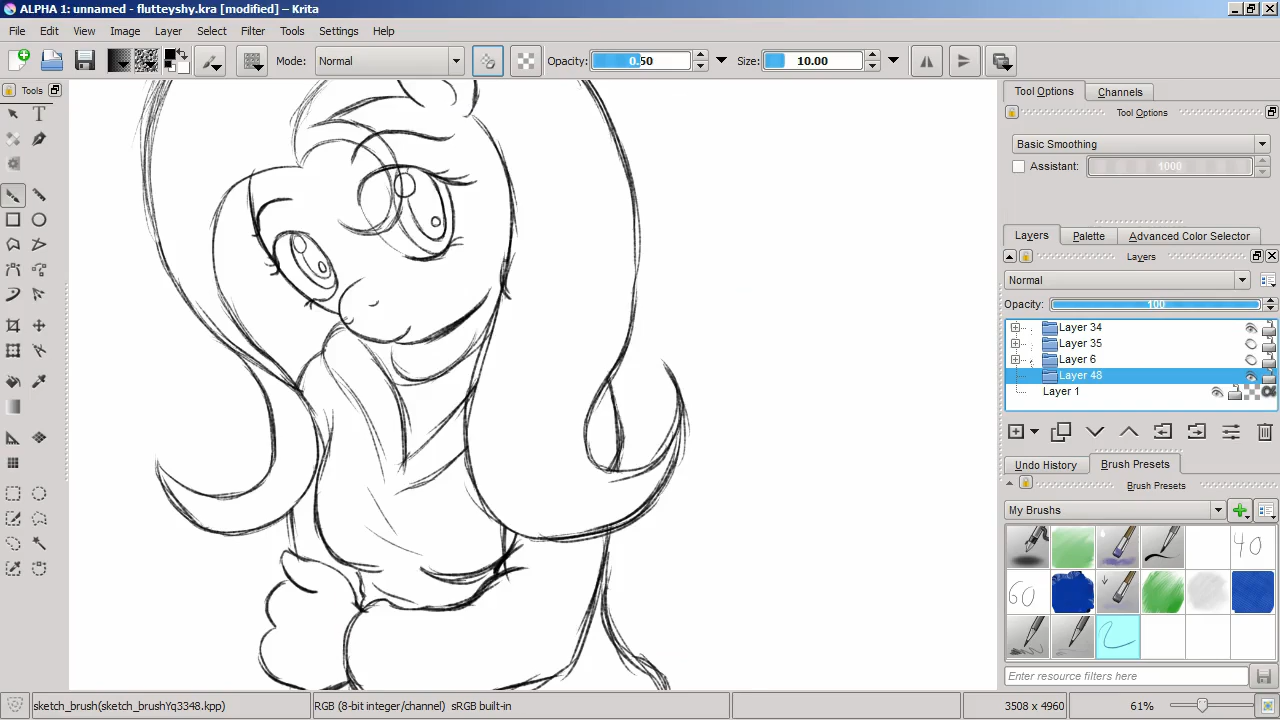 ALPHA 1: unnamed - flutteyshy.kra [modified] – Krita
File Edit View Image Layer Select Filter Tools Settings Help
Mode: Normal Opacity: 0.50 Size: 10.00
Tools
Tool Options Channels
Tool Options
Basic Smoothing
Assistant: 1000
Layers Palette Advanced Color Selector
Layers
Normal
Opacity: 100
Layer 34
Layer 35
Layer 6
Layer 48
Layer 1
Undo History Brush Presets
Brush Presets
My Brushes
40
60
Enter resource filters here
sketch_brush(sketch_brushYq3348.kpp) RGB (8-bit integer/channel) sRGB built-in 3508 x 4960 61%